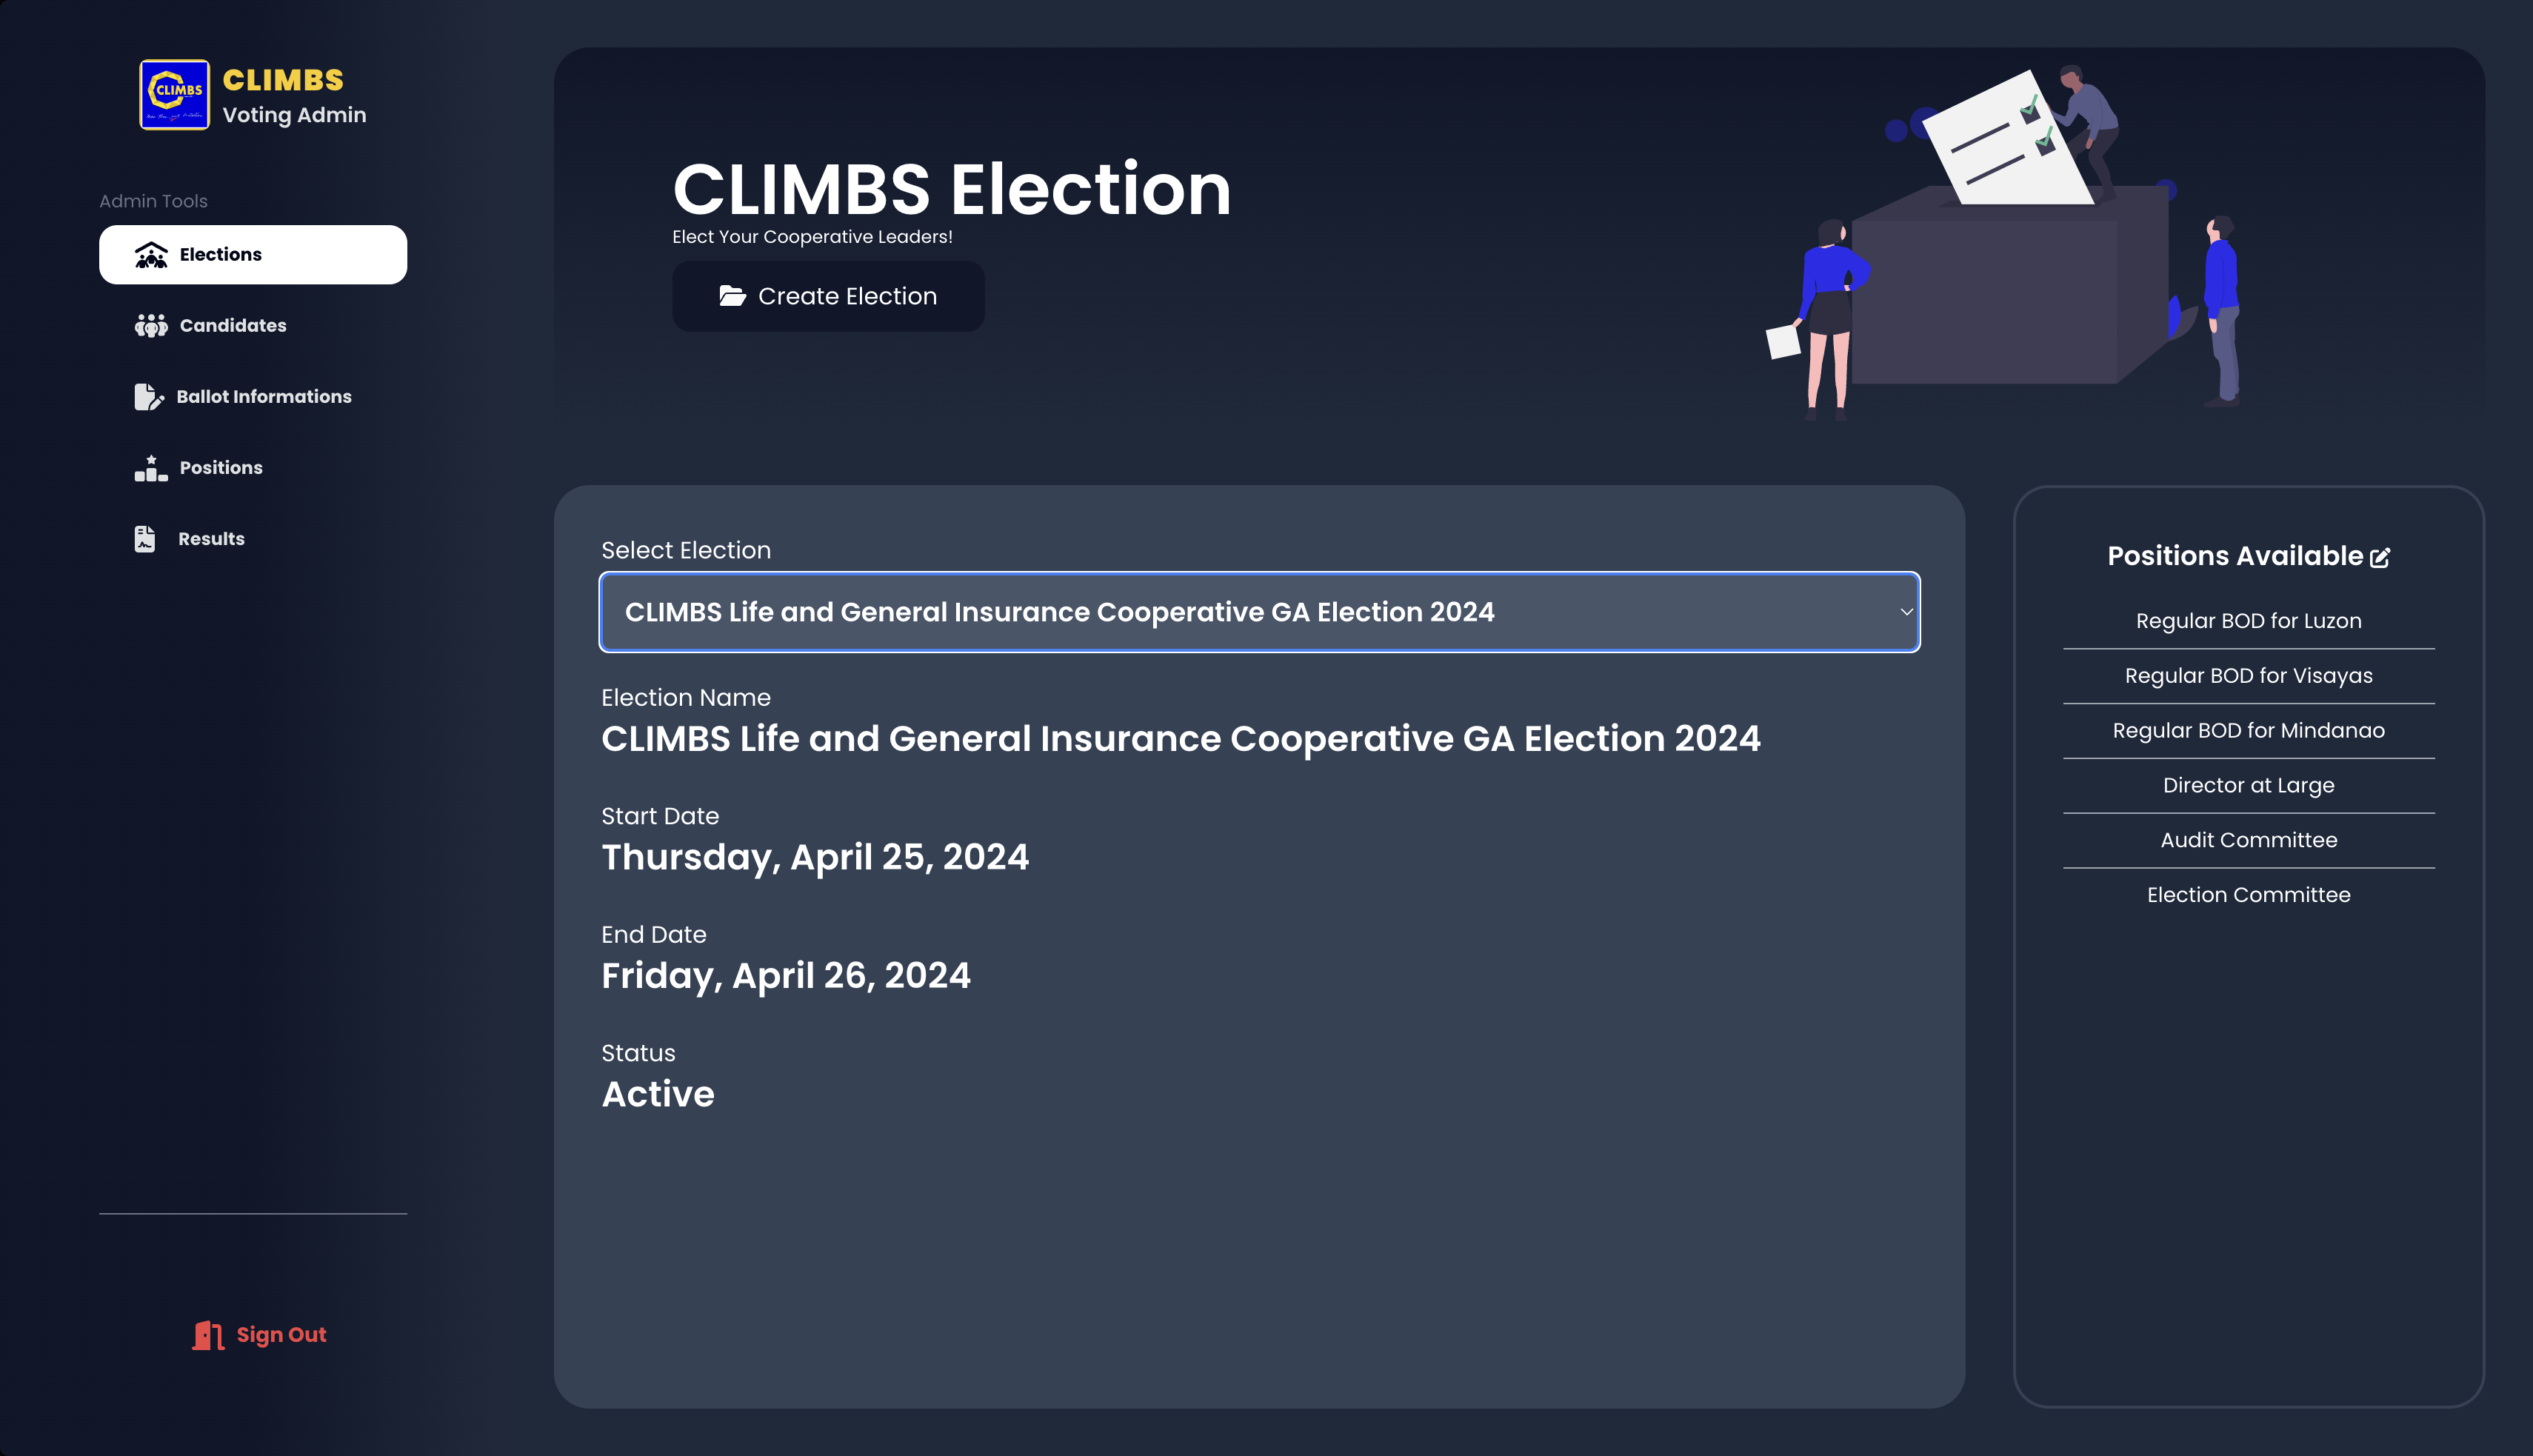 CLIMBS
CLIMBS
Voting Admin
Admin Tools
Elections
Candidates
Ballot Informations
Positions
Results
Sign Out
CLIMBS Election
Elect Your Cooperative Leaders!
Create Election
Select Election
CLIMBS Life and General Insurance Cooperative GA Election 2024
Election Name
CLIMBS Life and General Insurance Cooperative GA Election 2024
Start Date
Thursday, April 25, 2024
End Date
Friday, April 26, 2024
Status
Active
Positions Available
Regular BOD for Luzon
Regular BOD for Visayas
Regular BOD for Mindanao
Director at Large
Audit Committee
Election Committee